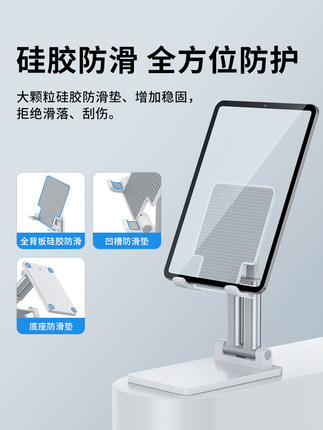 硅胶防滑 全方位防护
大颗粒硅胶防滑垫、增加稳固，
拒绝滑落、刮伤。
全背板硅胶防滑
凹槽防滑垫
底座防滑垫